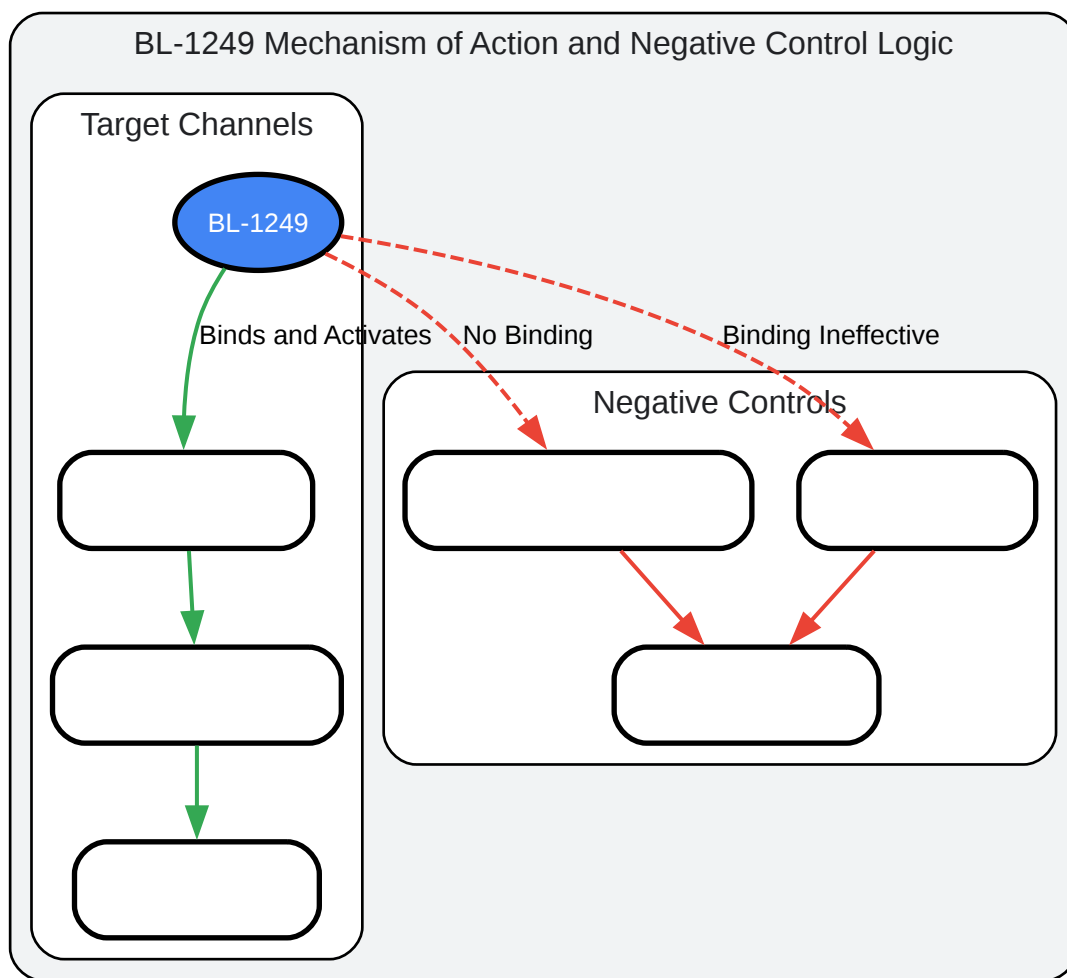 BL-1249 Mechanism of Action and Negative Control Logic
Target Channels
BL-1249
Binds and Activates
No Binding
Binding Ineffective
Negative Controls